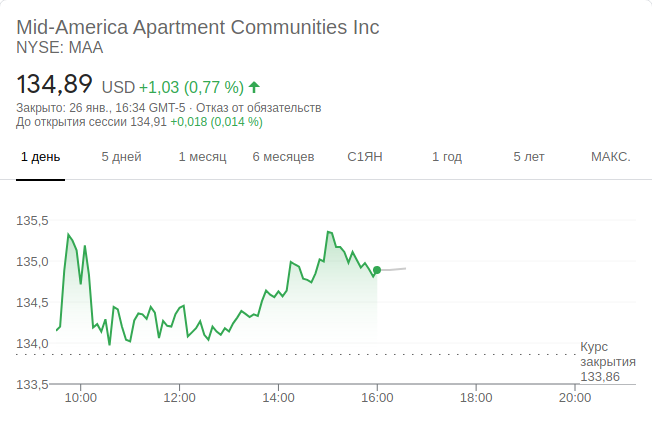 Mid-America Apartment Communities Inc
NYSE: MAA
134,89 USD +1,03 (0,77 %)
Закрыто: 26 янв., 16:34 GMT-5 · Отказ от обязательств
До открытия сессии 134,91 +0,018 (0,014 %)
1 день 5 дней 1 месяц 6 месяцев С1ЯН 1 год 5 лет МАКС.
135,5
135,0
134,5
134,0
133,5
Курс
закрытия
133,86
10:00 12:00 14:00 16:00 18:00 20:00